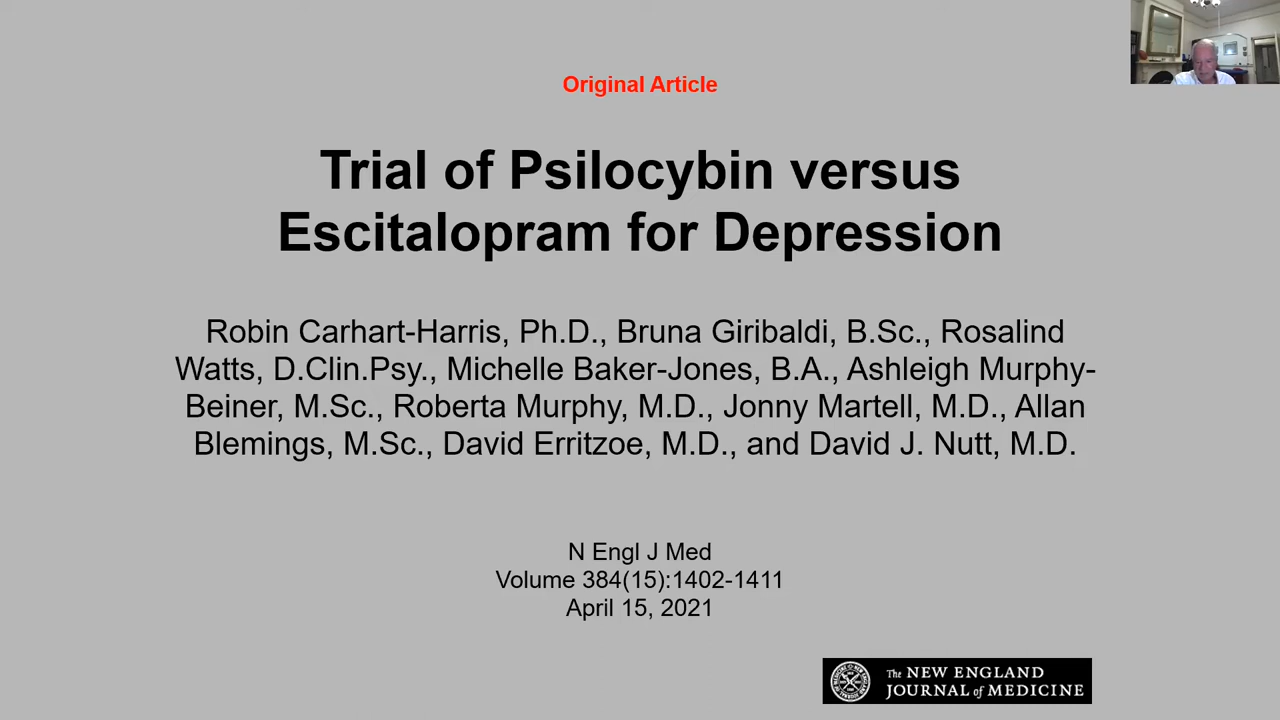 Original Article
Trial of Psilocybin versus
Escitalopram for Depression
Robin Carhart-Harris, Ph.D., Bruna Giribaldi, B.Sc., Rosalind
Watts, D.Clin.Psy., Michelle Baker-Jones, B.A., Ashleigh Murphy-
Beiner, M.Sc., Roberta Murphy, M.D., Jonny Martell, M.D., Allan
Blemings, M.Sc., David Erritzoe, M.D., and David J. Nutt, M.D.
N Engl J Med
Volume 384(15):1402-1411
April 15, 2021
The NEW ENGLAND
JOURNAL of MEDICINE